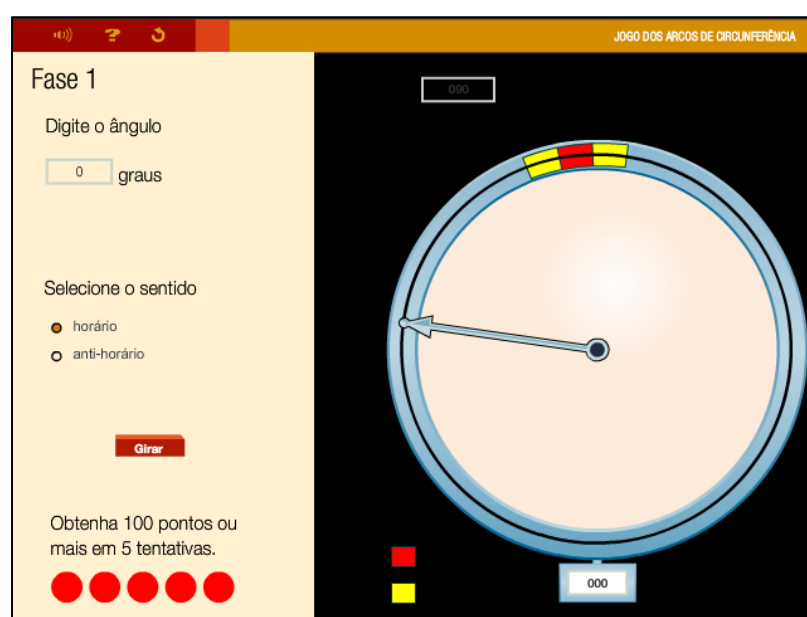 JOGO DOS ARCOS DE CIRCUNFERÊNCIA
Fase 1
090
Digite o ângulo
0 graus
Selecione o sentido
horário
anti-horário
Girar
Obtenha 100 pontos ou
mais em 5 tentativas.
000